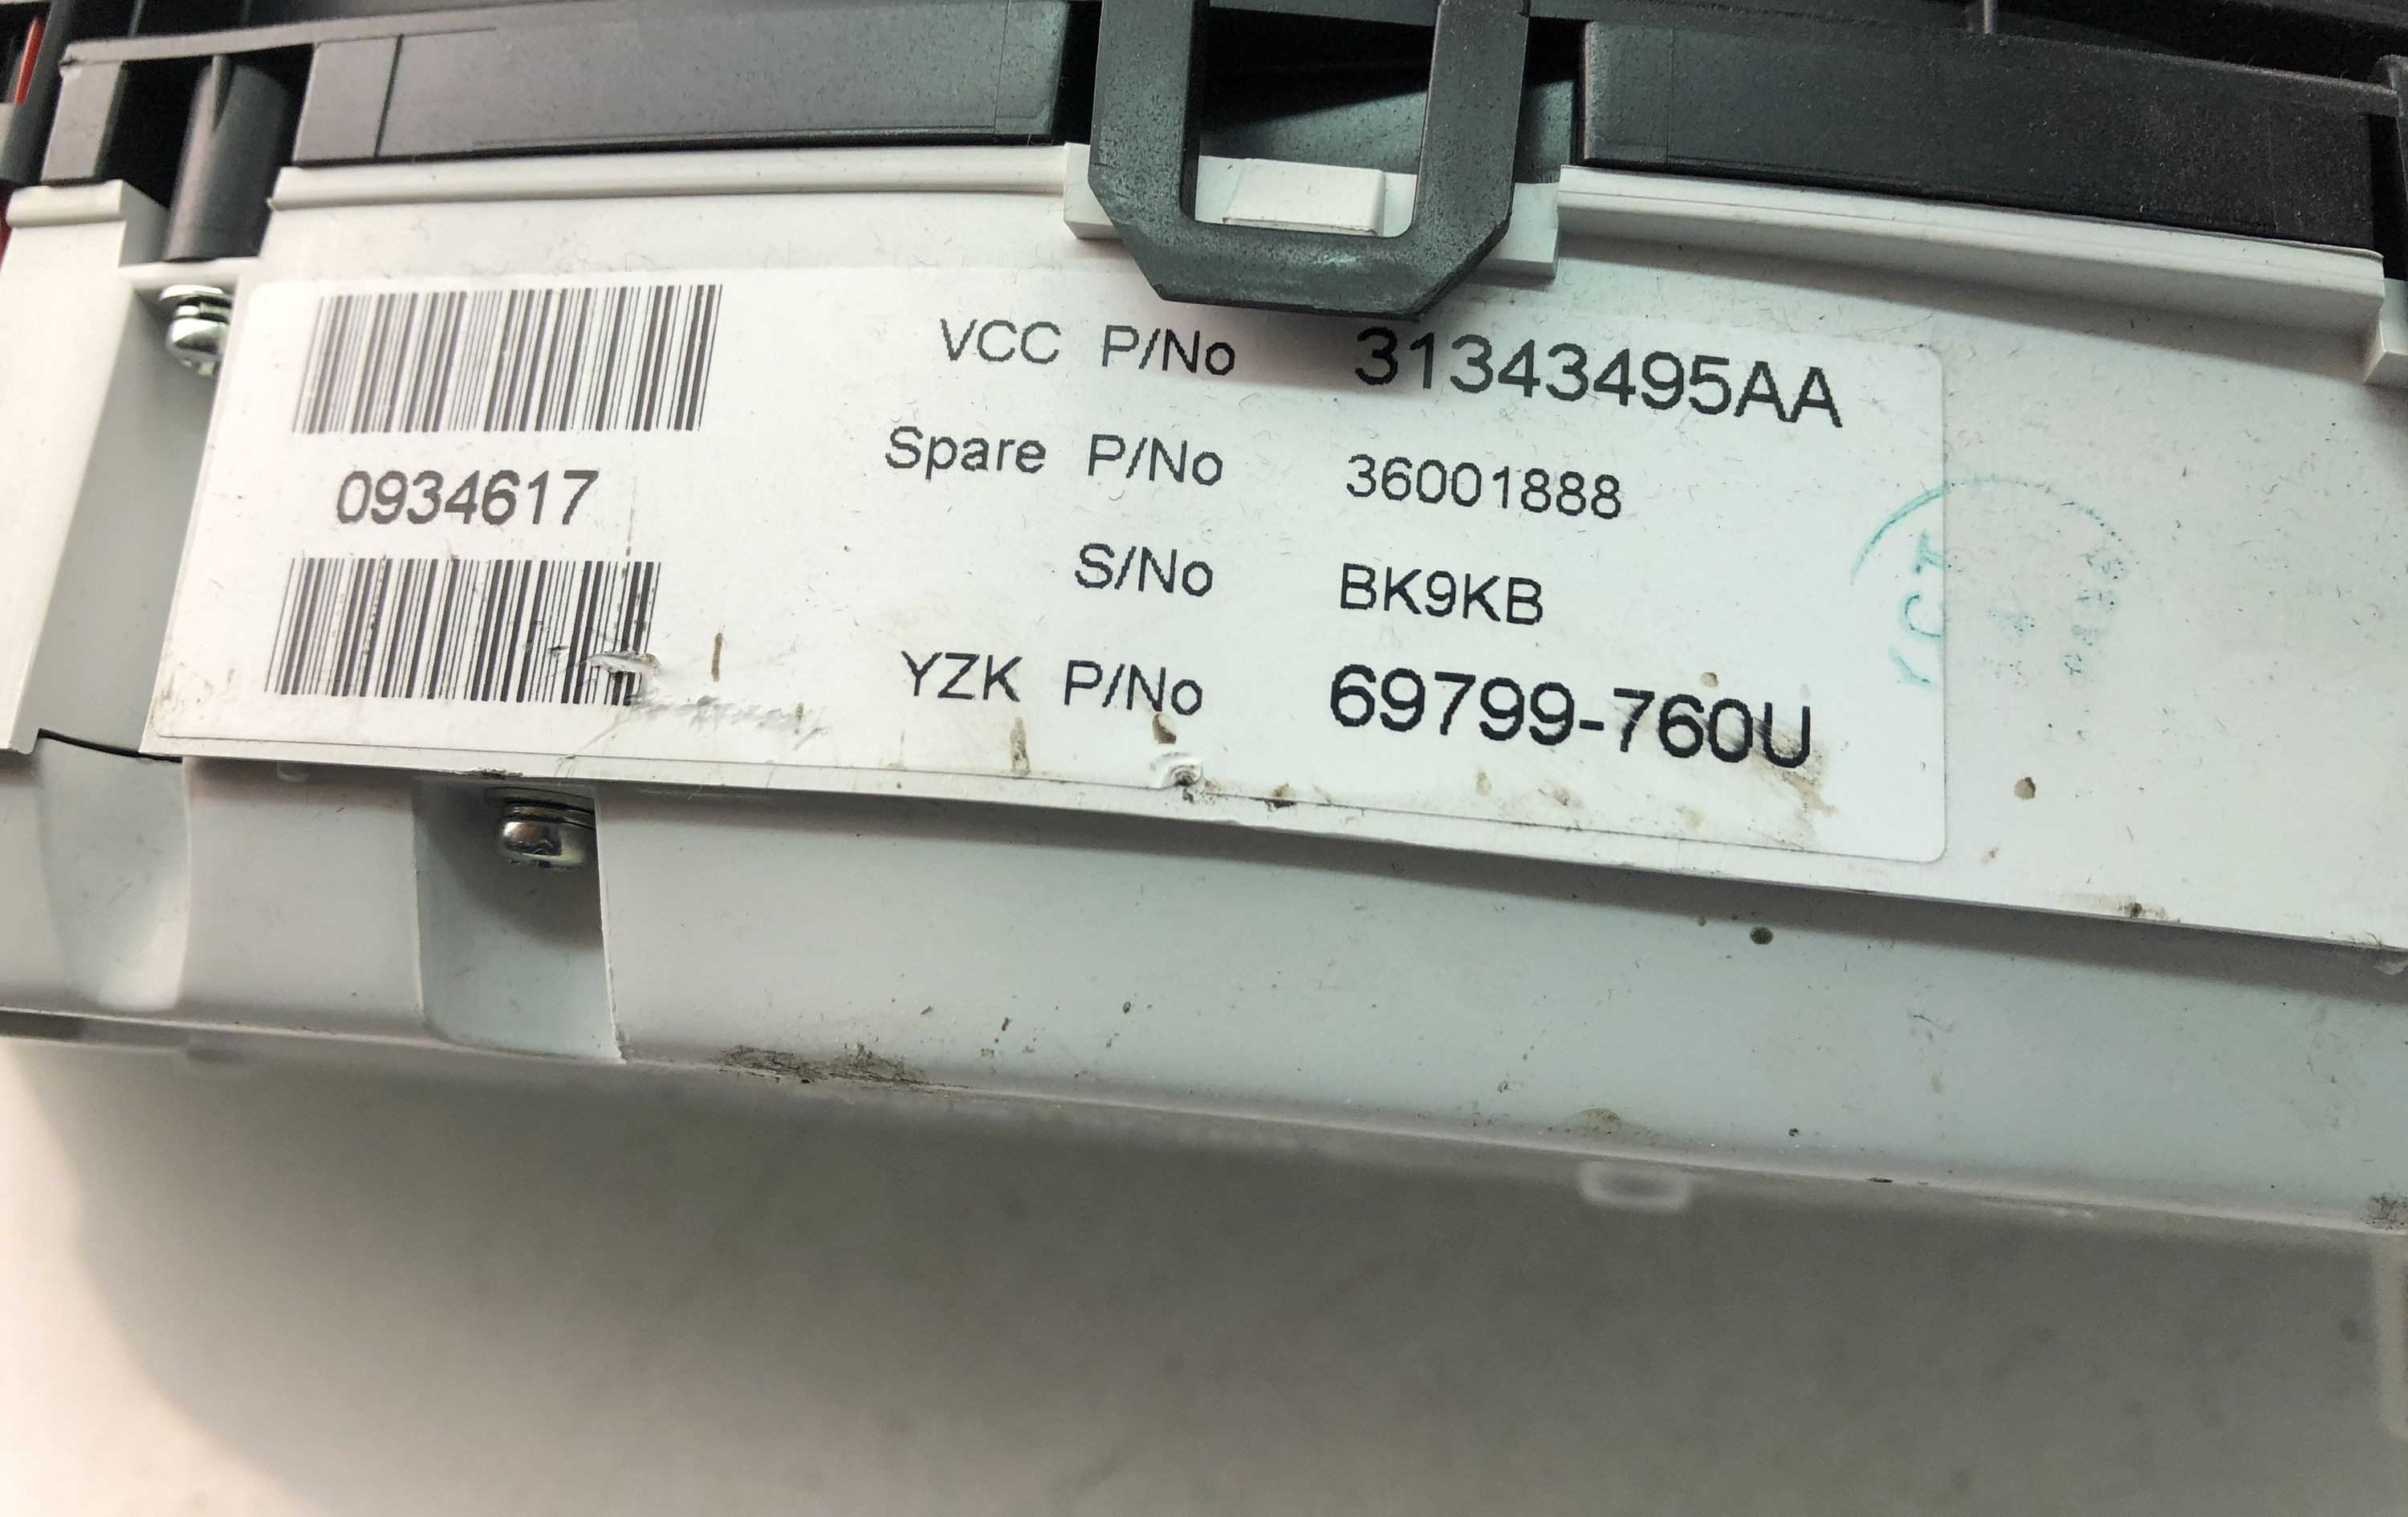 VCC P/No 31343495AA
0934617
Spare P/No 36001888
S/No BK9KB
YZK P/No 69799-760U